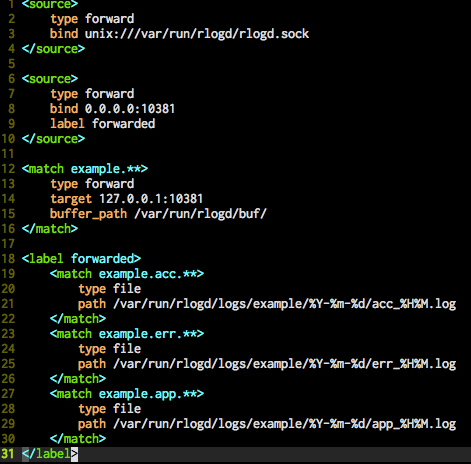 1 <source>
2     type forward
3     bind unix:///var/run/rlogd/rlogd.sock
4 </source>
5
6 <source>
7     type forward
8     bind 0.0.0.0:10381
9     label forwarded
10 </source>
11
12 <match example.**>
13     type forward
14     target 127.0.0.1:10381
15     buffer_path /var/run/rlogd/buf/
16 </match>
17
18 <label forwarded>
19     <match example.acc.**>
20         type file
21         path /var/run/rlogd/logs/example/%Y-%m-%d/acc_%H%M.log
22     </match>
23     <match example.err.**>
24         type file
25         path /var/run/rlogd/logs/example/%Y-%m-%d/err_%H%M.log
26     </match>
27     <match example.app.**>
28         type file
29         path /var/run/rlogd/logs/example/%Y-%m-%d/app_%H%M.log
30     </match>
31 </label>